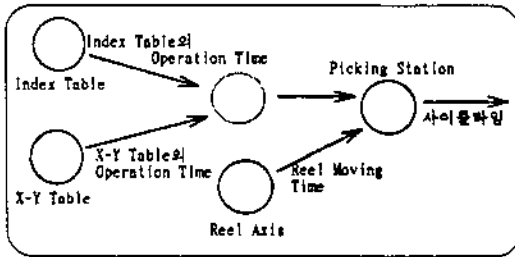 Index Table의
Operation Time
Index Table
Picking Station
사이클타임
X-Y Table의
Operation Time
X-Y Table
Reel Moving
Time
Reel Axis